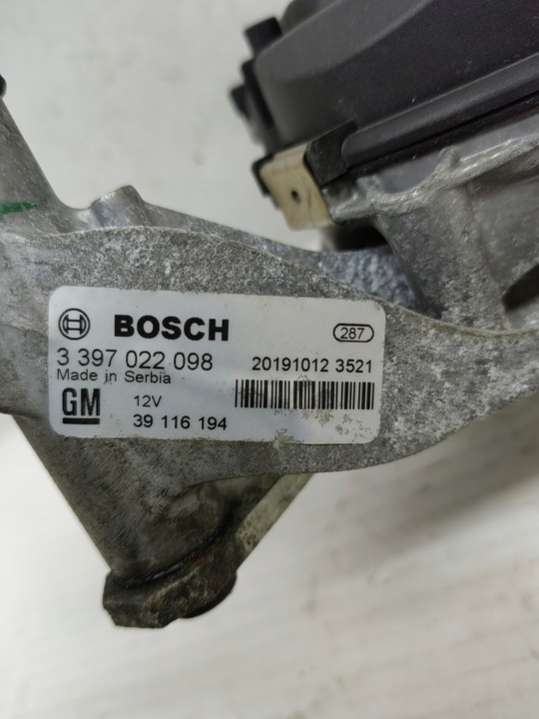 BOSCH
287
3 397 022 098
20191012 3521
Made in Serbia
GM
12V
39 116 194